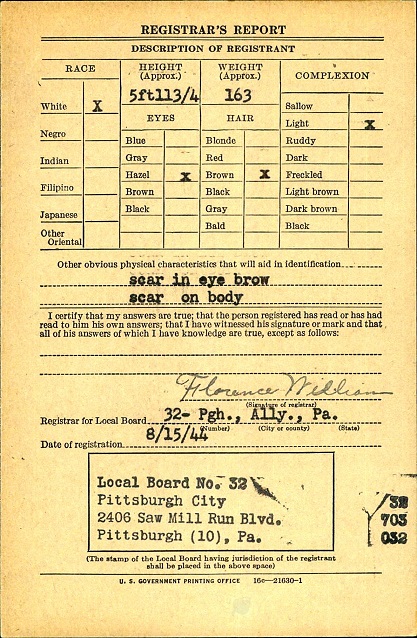 REGISTRAR'S REPORT
DESCRIPTION OF REGISTRANT
RACE
HEIGHT (Approx.)
WEIGHT (Approx.)
COMPLEXION
5ft11 3/4
163
White X
Negro
Indian
Filipino
Japanese
Other Oriental
EYES
Blue
Gray
Hazel X
Brown
Black
HAIR
Blonde
Red
Brown X
Black
Gray
Bald
Sallow
Light X
Ruddy
Dark
Freckled
Light brown
Dark brown
Black
Other obvious physical characteristics that will aid in identification
scar in eye brow
scar on body
I certify that my answers are true; that the person registered has read or has had
read to him his own answers; that I have witnessed his signature or mark and that
all of his answers of which I have knowledge are true, except as follows:
Florence William
(Signature of registrar)
Registrar for Local Board 32- Pgh., Ally., Pa.
(Number) (City or county) (State)
Date of registration 8/15/44
Local Board No. 32
Pittsburgh City
2406 Saw Mill Run Blvd.
Pittsburgh (10), Pa.
32
703
032
(The stamp of the Local Board having jurisdiction of the registrant
shall be placed in the above space)
U. S. GOVERNMENT PRINTING OFFICE 16c—21630-1